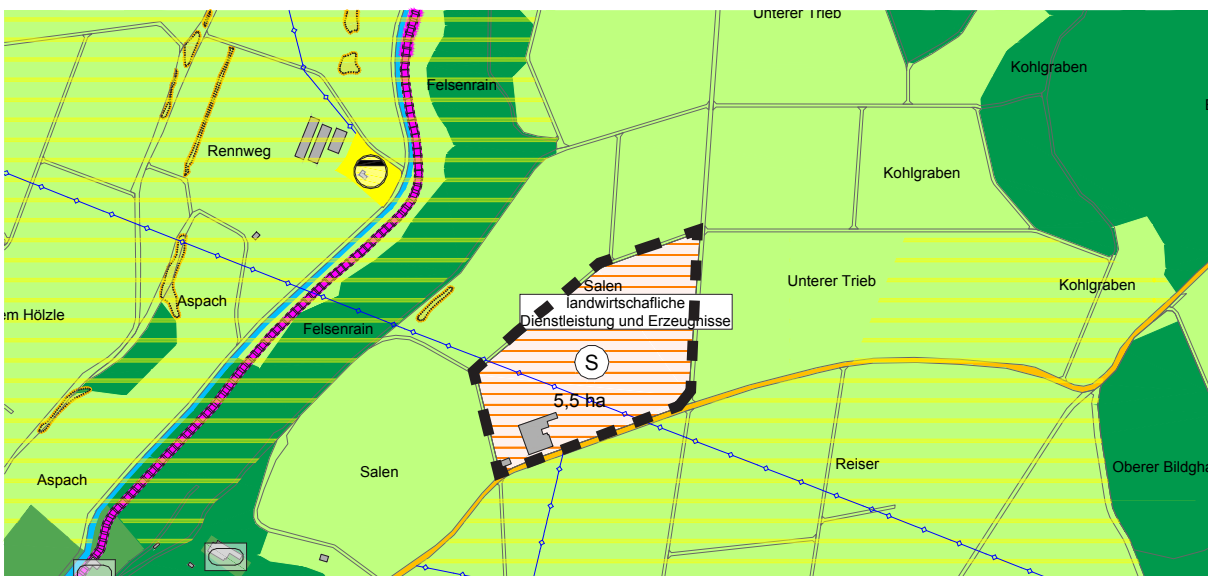 Unterer Trieb
Kohlgraben
Felsenrain
Rennweg
Kohlgraben
Unterer Trieb
Kohlgraben
Salen
landwirtschafliche
Dienstleistung und Erzeugnisse
Aspach
em Hölzle
Felsenrain
S
5,5 ha
Salen
Reiser
Oberer Bildgha
Aspach